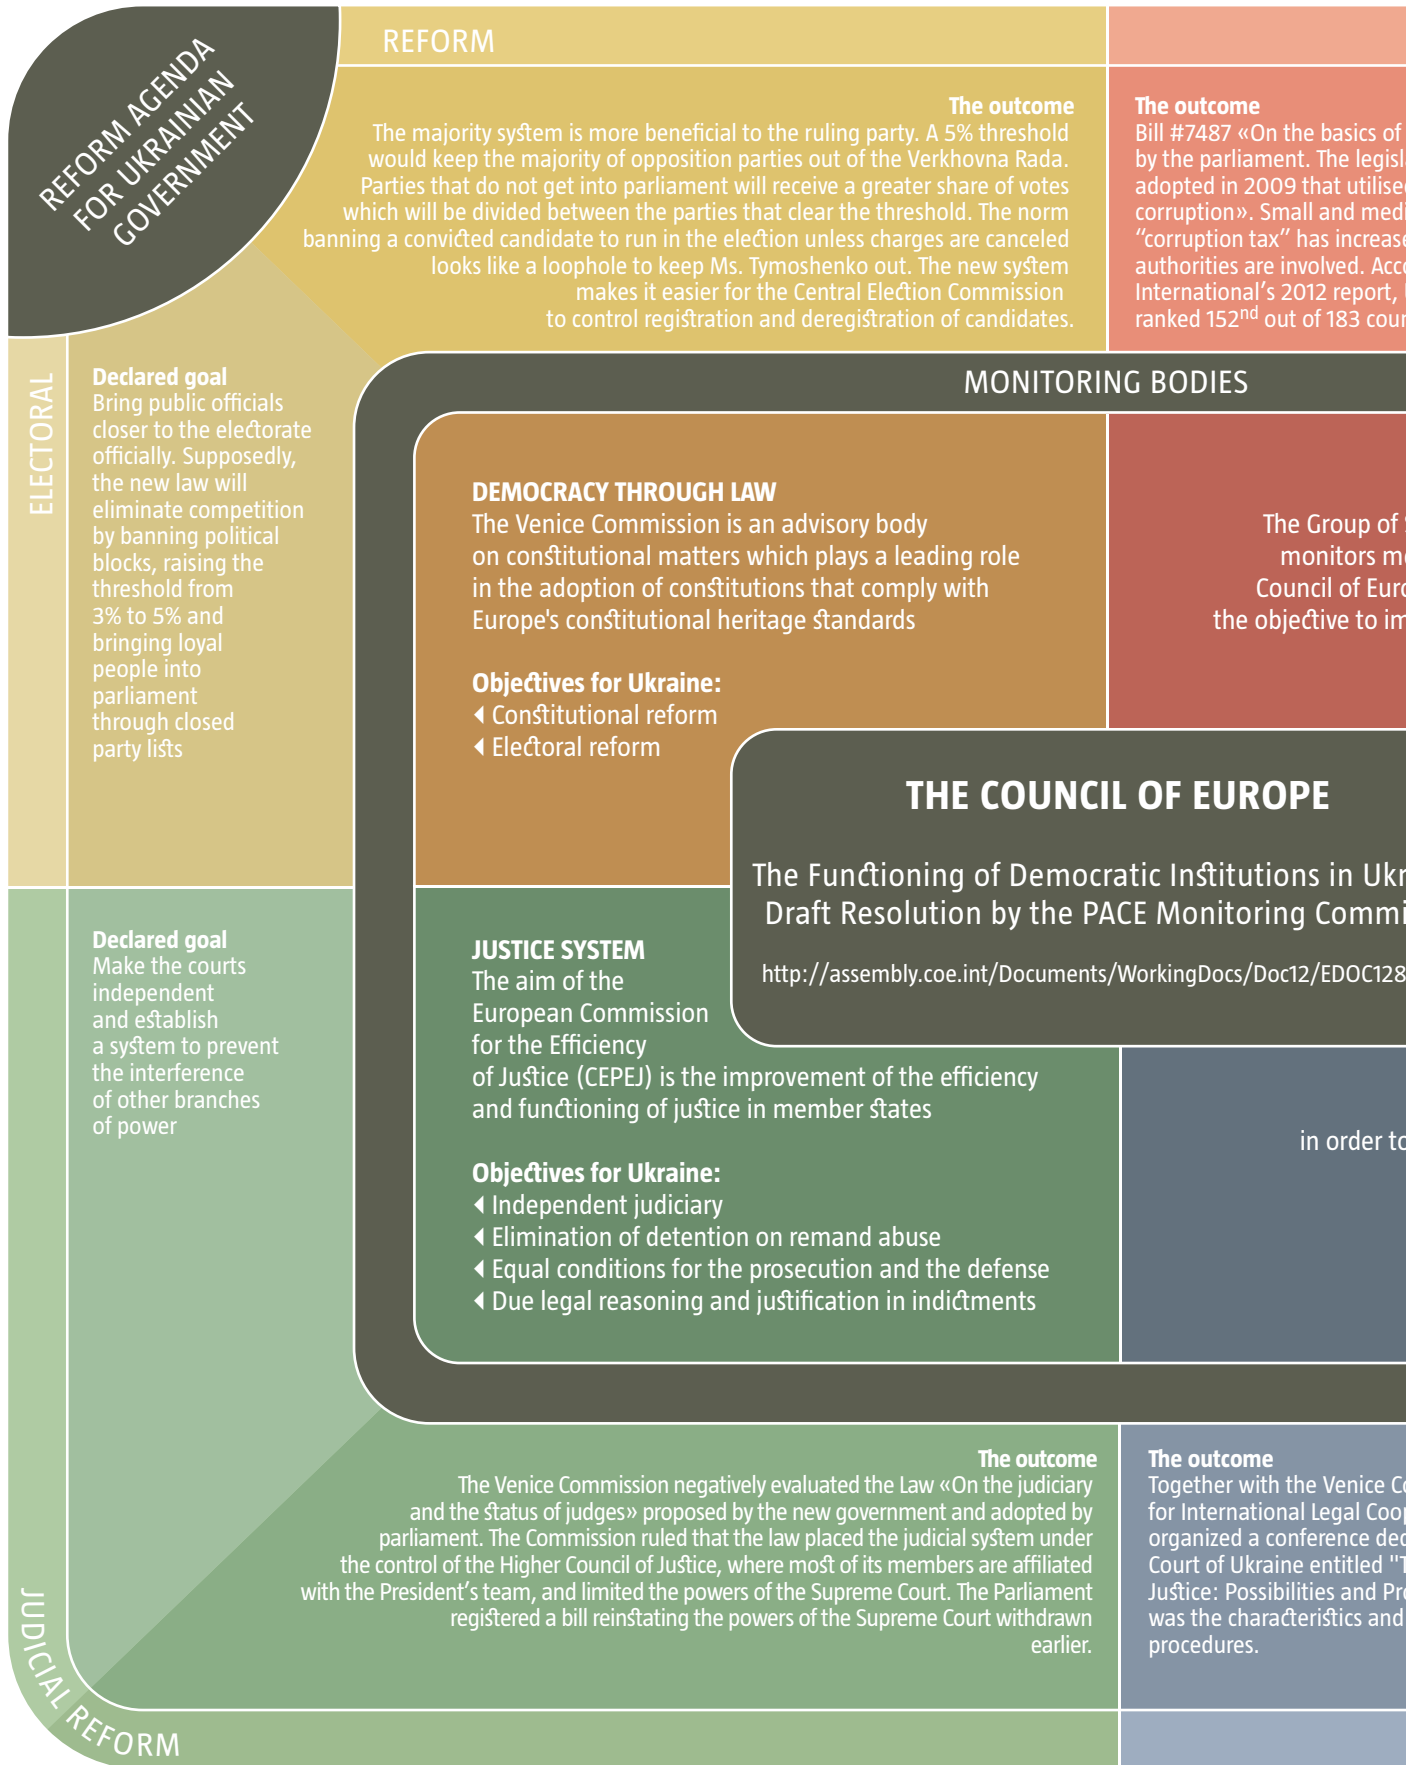 REFORM AGENDA
FOR UKRAINIAN
GOVERNMENT
ELECTORAL
REFORM
The outcome
The majority system is more beneficial to the ruling party. A 5% threshold
would keep the majority of opposition parties out of the Verkhovna Rada.
Parties that do not get into parliament will receive a greater share of votes
which will be divided between the parties that clear the threshold. The norm
banning a convicted candidate to run in the election unless charges are canceled
looks like a loophole to keep Ms. Tymoshenko out. The new system
makes it easier for the Central Election Commission
to control registration and deregistration of candidates.
The outcome
Bill #7487 «On the basics of
by the parliament. The
adopted in 2009 that
corruption». Small and
"corruption tax" has
authorities are involved.
International's 2012 report,
ranked 152nd out of 183
Declared goal
Bring public officials
closer to the electorate
officially. Supposedly,
the new law will
eliminate competition
by banning political
blocks, raising the
threshold from
3% to 5% and
bringing loyal
people into
parliament
through closed
party lists
MONITORING BODIES
DEMOCRACY THROUGH LAW
The Venice Commission is an advisory body
on constitutional matters which plays a leading role
in the adoption of constitutions that comply with
Europe's constitutional heritage standards
Objectives for Ukraine:
Constitutional reform
Electoral reform
The Group of
monitors
Council of
the objective to
THE COUNCIL OF EUROPE
The Functioning of Democratic Institutions in
Draft Resolution by the PACE Monitoring
http://assembly.coe.int/Documents/WorkingDocs/Doc12/EDOC128
Declared goal
Make the courts
independent
and establish
a system to prevent
the interference
of other branches
of power
JUSTICE SYSTEM
The aim of the
European Commission
for the Efficiency
of Justice (CEPEJ) is the improvement of the efficiency
and functioning of justice in member states
Objectives for Ukraine:
Independent judiciary
Elimination of detention on remand abuse
Equal conditions for the prosecution and the defense
Due legal reasoning and justification in indictments
in order to
The outcome
The Venice Commission negatively evaluated the Law «On the judiciary
and the status of judges» proposed by the new government and adopted by
parliament. The Commission ruled that the law placed the judicial system under
the control of the Higher Council of Justice, where most of its members are affiliated
with the President's team, and limited the powers of the Supreme Court. The Parliament
registered a bill reinstating the powers of the Supreme Court withdrawn
earlier.
The outcome
Together with the Venice
for International Legal
organized a conference
Court of Ukraine entitled
Justice: Possibilities and
was the characteristics and
procedures.
JUDICIAL REFORM